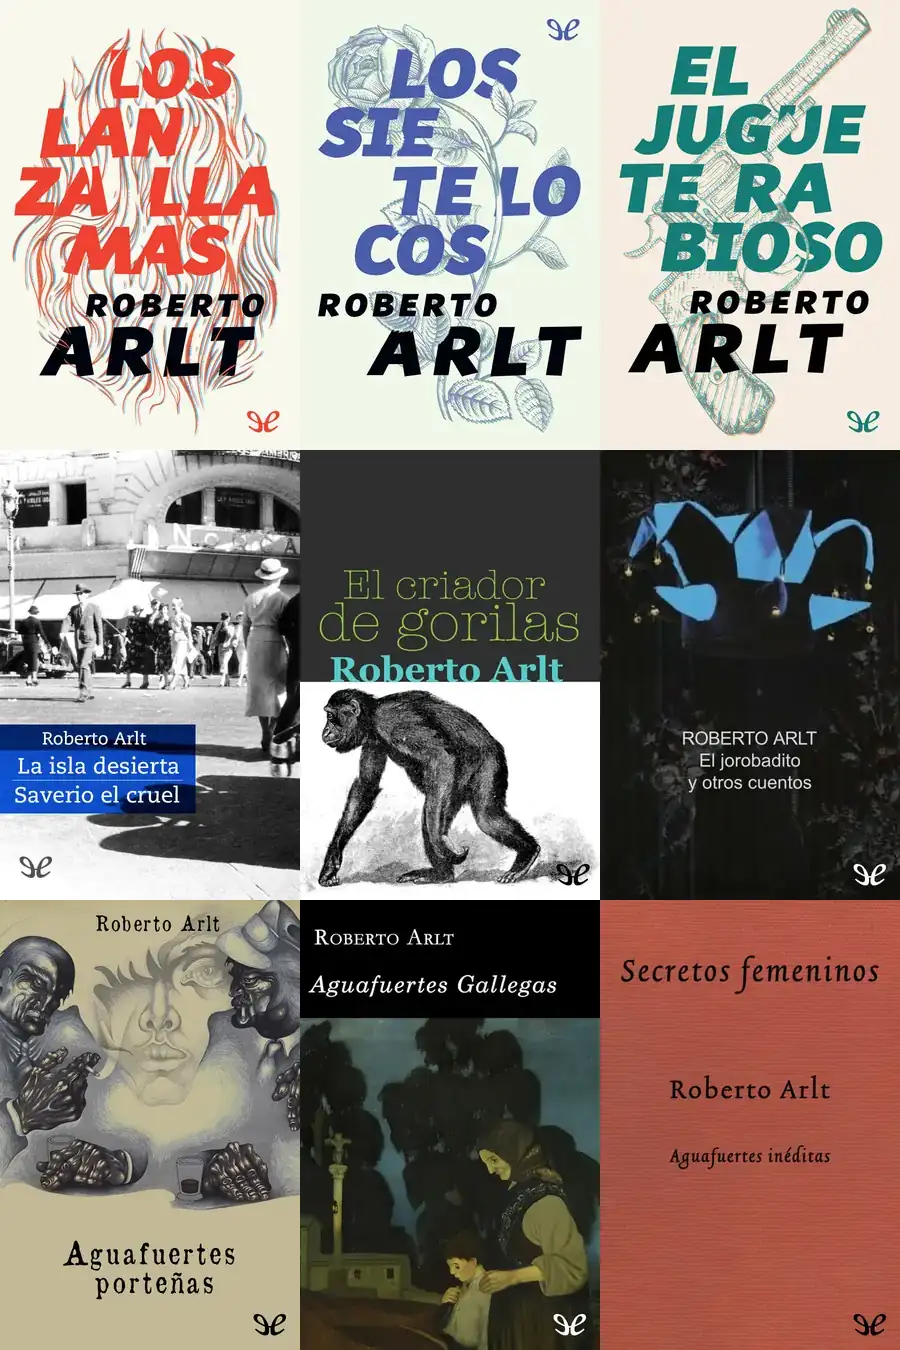 LOS
LAN
ZA LLA
MAS
ROBERTO
ARLT
LOS
SIE
TE LO
COS
ROBERTO
ARLT
EL
JUGUE
TE RA
BIOSO
ROBERTO
ARLT
Roberto Arlt
La isla desierta
Saverio el cruel
El criador
de gorilas
Roberto Arlt
ROBERTO ARLT
El jorobadito
y otros cuentos
Roberto Arlt
Aguafuertes
porteñas
Roberto Arlt
Aguafuertes Gallegas
Secretos femeninos
Roberto Arlt
Aguafuertes inéditas